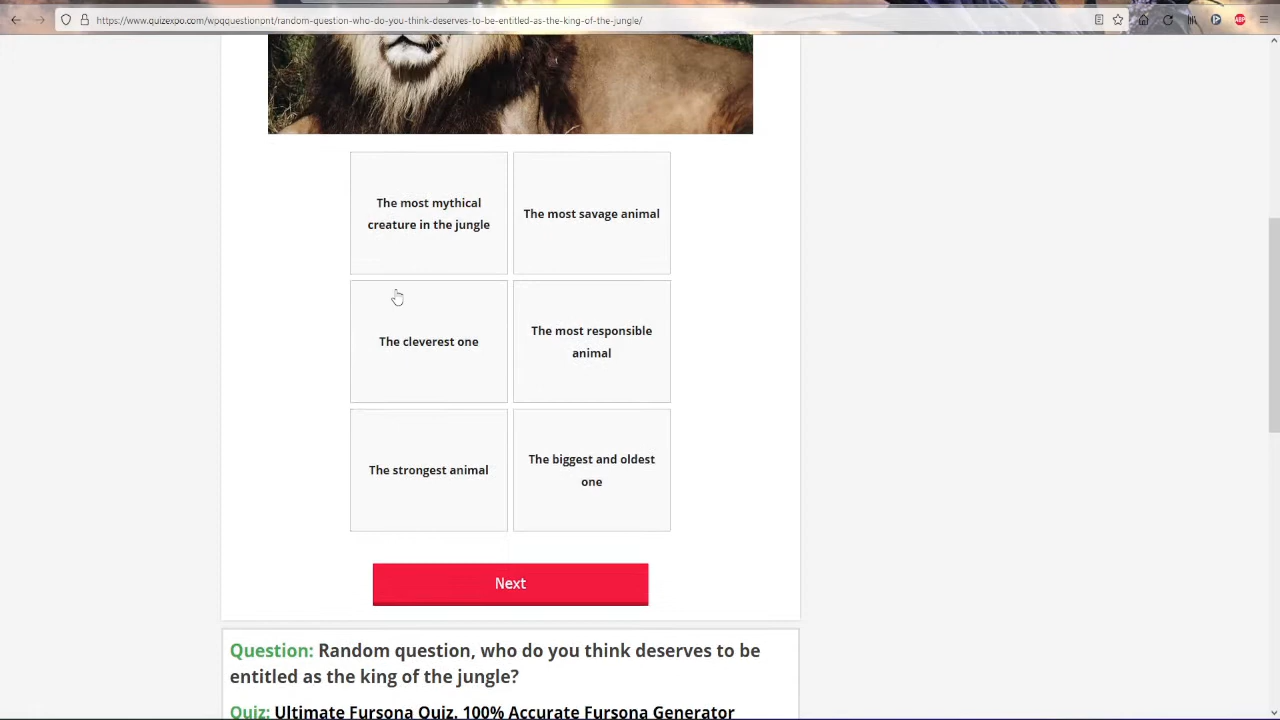 https://www.quizexpo.com/wpqquestionpnt/random-question-who-do-you-think-deserves-to-be-entitled-as-the-king-of-the-jungle/
ABP
The most mythical
creature in the jungle
The most savage animal
The cleverest one
The most responsible
animal
The strongest animal
The biggest and oldest
one
Next
Question: Random question, who do you think deserves to be
entitled as the king of the jungle?
Quiz: Ultimate Fursona Quiz. 100% Accurate Fursona Generator